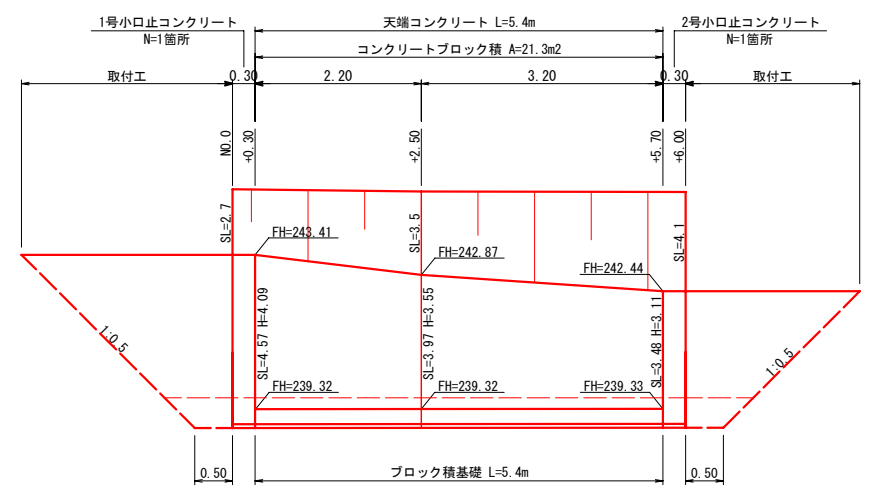 1号小口止コンクリート
N=1箇所
天端コンクリート L=5.4m
2号小口止コンクリート
N=1箇所
コンクリートブロック積 A=21.3m2
取付工
0.30
2.20
3.20
0.30
取付工
NO.0
+0.30
+2.50
+5.70
+6.00
SL=2.7
SL=3.5
SL=4.1
FH=243.41
FH=242.87
FH=242.44
SL=4.57 H=4.09
SL=3.97 H=3.55
SL=3.48 H=3.11
1:0.5
1:0.5
FH=239.32
FH=239.32
FH=239.33
0.50
ブロック積基礎 L=5.4m
0.50